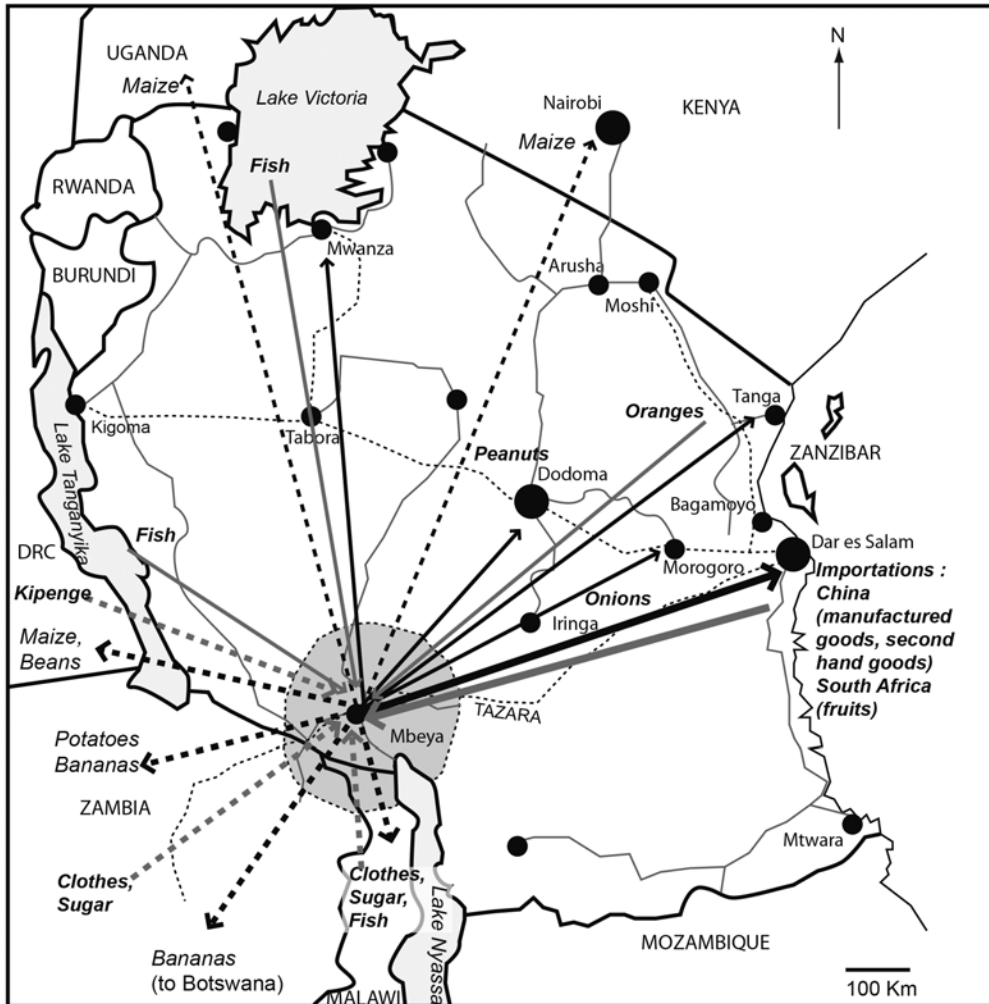 N
UGANDA
Maize
Lake Victoria
Nairobi
KENYA
Maize
Fish
RWANDA
Mwanza
BURUNDI
Arusha
Moshi
Kigoma
Tabora
Oranges
Tanga
ZANZIBAR
Peanuts
Dodoma
Lake Tanganyika
Bagamoyo
Fish
DRC
Dar es Salam
Morogoro
Kipenge
Onions
Iringa
Importations :
China
(manufactured
goods, second
hand goods)
South Africa
(fruits)
Maize,
Beans
TAZARA
Mbeya
Potatoes
Bananas
ZAMBIA
Mtwara
Clothes,
Sugar
Clothes,
Sugar,
Fish
Lake Nyassa
Bananas
(to Botswana)
MOZAMBIQUE
MALAWI
100 Km